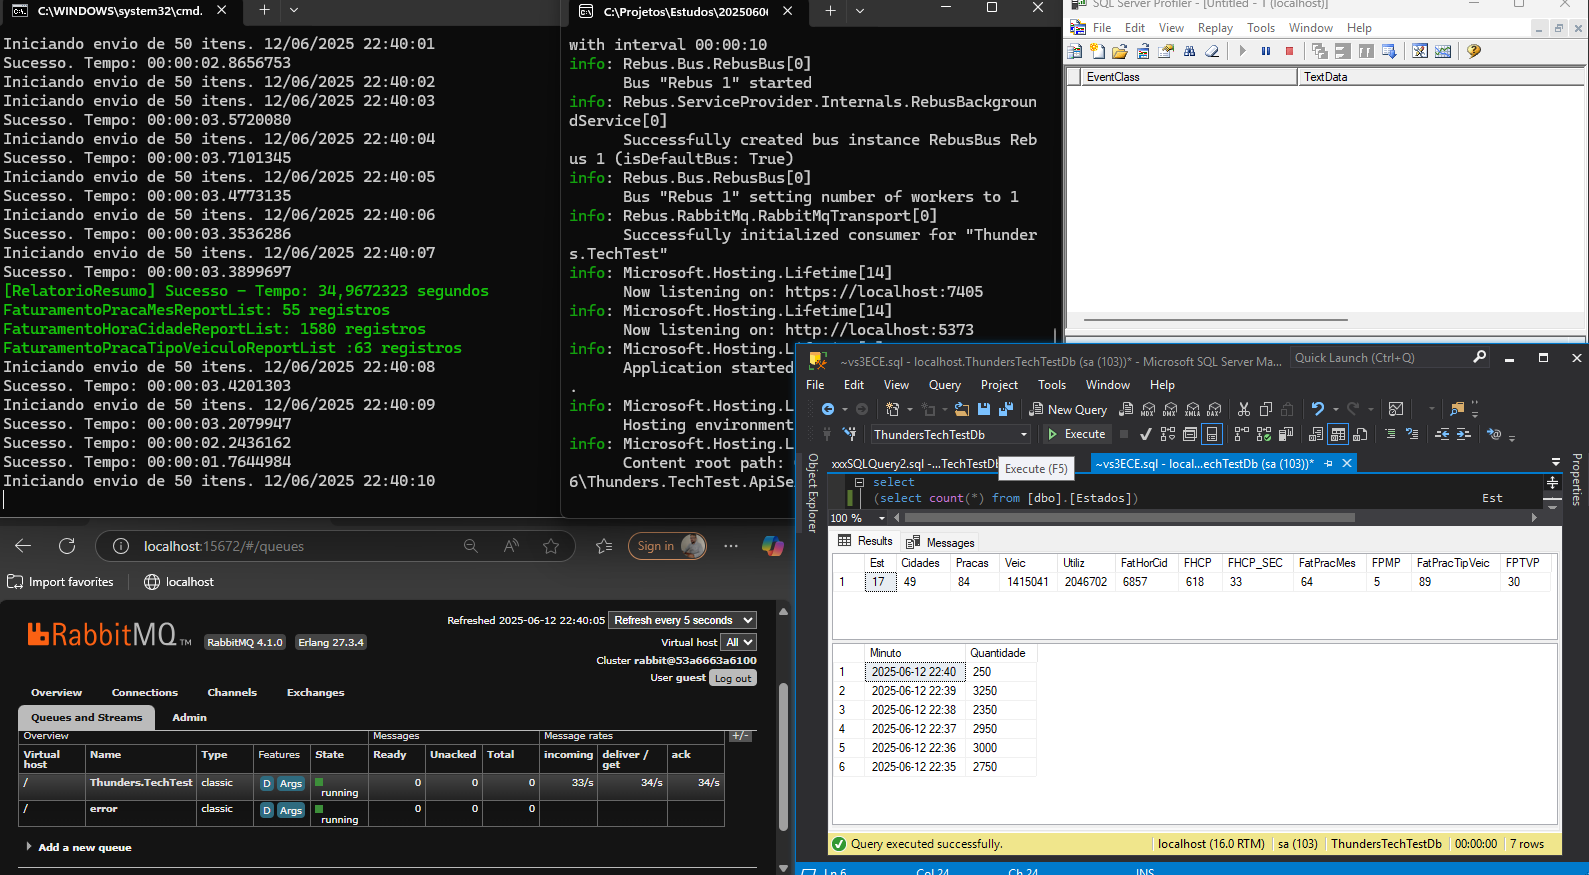 C:\WINDOWS\system32\cmd.
Iniciando envio de 50 itens. 12/06/2025 22:40:01
Sucesso. Tempo: 00:00:02.8656753
Iniciando envio de 50 itens. 12/06/2025 22:40:02
Iniciando envio de 50 itens. 12/06/2025 22:40:03
Sucesso. Tempo: 00:00:03.5720080
Iniciando envio de 50 itens. 12/06/2025 22:40:04
Sucesso. Tempo: 00:00:03.7101345
Iniciando envio de 50 itens. 12/06/2025 22:40:05
Sucesso. Tempo: 00:00:03.4773135
Iniciando envio de 50 itens. 12/06/2025 22:40:06
Sucesso. Tempo: 00:00:03.3536286
Iniciando envio de 50 itens. 12/06/2025 22:40:07
Sucesso. Tempo: 00:00:03.3899697
[RelatorioResumo] Sucesso - Tempo: 34,9672323 segundos
FaturamentoPracaMesReportList: 55 registros
FaturamentoHoraCidadeReportList: 1580 registros
FaturamentoPracaTipoVeiculoReportList :63 registros
Iniciando envio de 50 itens. 12/06/2025 22:40:08
Sucesso. Tempo: 00:00:03.4201303
Iniciando envio de 50 itens. 12/06/2025 22:40:09
Sucesso. Tempo: 00:00:03.2079947
Sucesso. Tempo: 00:00:02.2436162
Sucesso. Tempo: 00:00:01.7644984
Iniciando envio de 50 itens. 12/06/2025 22:40:10
C:\Projetos\Estudos\2025060
with interval 00:00:10
info: Rebus.Bus.RebusBus[0]
Bus "Rebus 1" started
info: Rebus.ServiceProvider.Internals.RebusBackgroun
dService[0]
Successfully created bus instance RebusBus Reb
us 1 (isDefaultBus: True)
info: Rebus.Bus.RebusBus[0]
Bus "Rebus 1" setting number of workers to 1
info: Rebus.RabbitMq.RabbitMqTransport[0]
Successfully initialized consumer for "Thunder
s.TechTest"
info: Microsoft.Hosting.Lifetime[14]
Now listening on: https://localhost:7405
info: Microsoft.Hosting.Lifetime[14]
Now listening on: http://localhost:5373
info: Microsoft.Hosting.L
Application started
.
info: Microsoft.Hosting.L
Hosting environment
info: Microsoft.Hosting.L
Content root path:
6\Thunders.TechTest.ApiSe
SQL Server Profiler - [Untitled - 1 (localhost)]
File Edit View Replay Tools Window Help
EventClass TextData
~vs3ECE.sql - localhost.ThundersTechTestDb (sa (103))* - Microsoft SQL Server Ma...
Quick Launch (Ctrl+Q)
File Edit View Query Project Tools Window Help
New Query MDX DMX XMLA DAX
ThundersTechTestDb Execute
Object Explorer
Properties
xxxSQLQuery2.sql -...TechTestDb
~vs3ECE.sql - local...echTestDb (sa (103))*
Execute (F5)
select
(select count(*) from [dbo].[Estados]) Est
100 %
Results Messages
Est Cidades Pracas Veic Utiliz FatHorCid FHCP FHCP_SEC FatPracMes FPMP FatPracTipVeic FPTVP
1 17 49 84 1415041 2046702 6857 618 33 64 5 89 30
Minuto Quantidade
1 2025-06-12 22:40 250
2 2025-06-12 22:39 3250
3 2025-06-12 22:38 2350
4 2025-06-12 22:37 2950
5 2025-06-12 22:36 3000
6 2025-06-12 22:35 2750
Query executed successfully. localhost (16.0 RTM) sa (103) ThundersTechTestDb 00:00:00 7 rows
Ln 6 Col 24 Ch 24 INS
localhost:15672/#/queues
Sign in
Import favorites localhost
RabbitMQ TM RabbitMQ 4.1.0 Erlang 27.3.4
Refreshed 2025-06-12 22:40:05 Refresh every 5 seconds
Virtual host All
Cluster rabbit@53a6663a6100
User guest Log out
Overview Connections Channels Exchanges
Queues and Streams Admin
Overview Messages Message rates +/-
Virtual host Name Type Features State Ready Unacked Total incoming deliver / get ack
/ Thunders.TechTest classic D Args running 0 0 0 33/s 34/s 34/s
/ error classic D Args running 0 0 0
Add a new queue